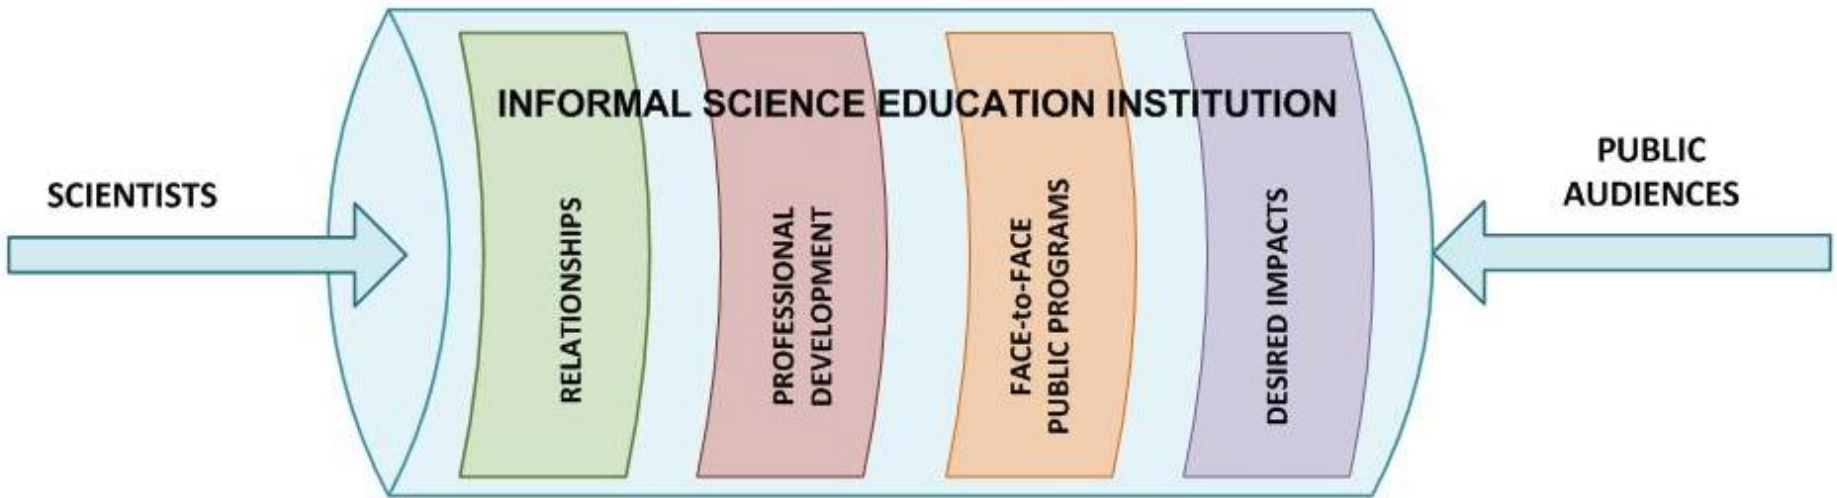 INFORMAL SCIENCE EDUCATION INSTITUTION
SCIENTISTS
RELATIONSHIPS
PROFESSIONAL
DEVELOPMENT
FACE-to-FACE
PUBLIC PROGRAMS
DESIRED IMPACTS
PUBLIC
AUDIENCES